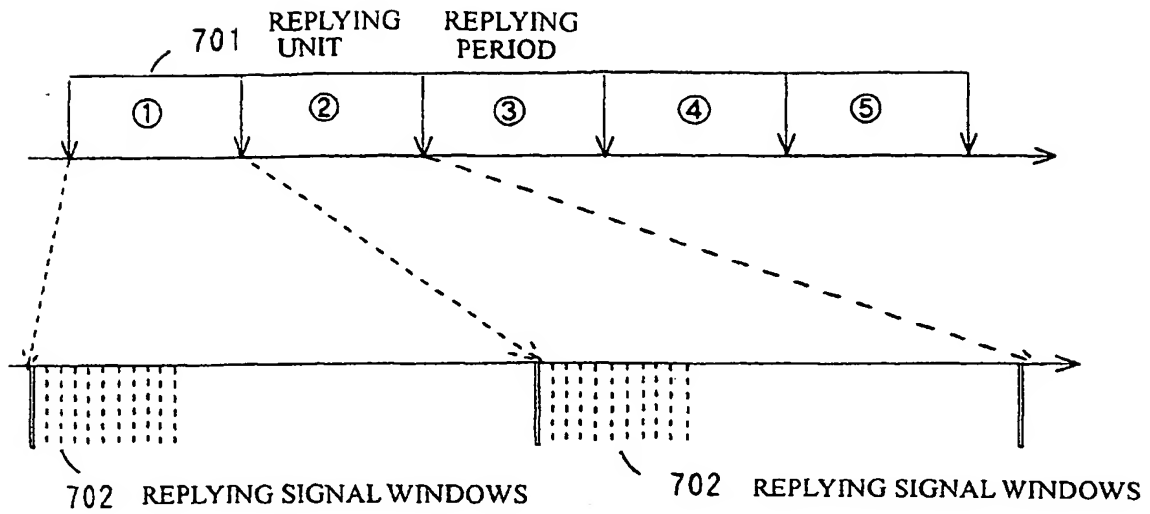 701 REPLYING UNIT REPLYING PERIOD
① ② ③ ④ ⑤
702 REPLYING SIGNAL WINDOWS
702 REPLYING SIGNAL WINDOWS